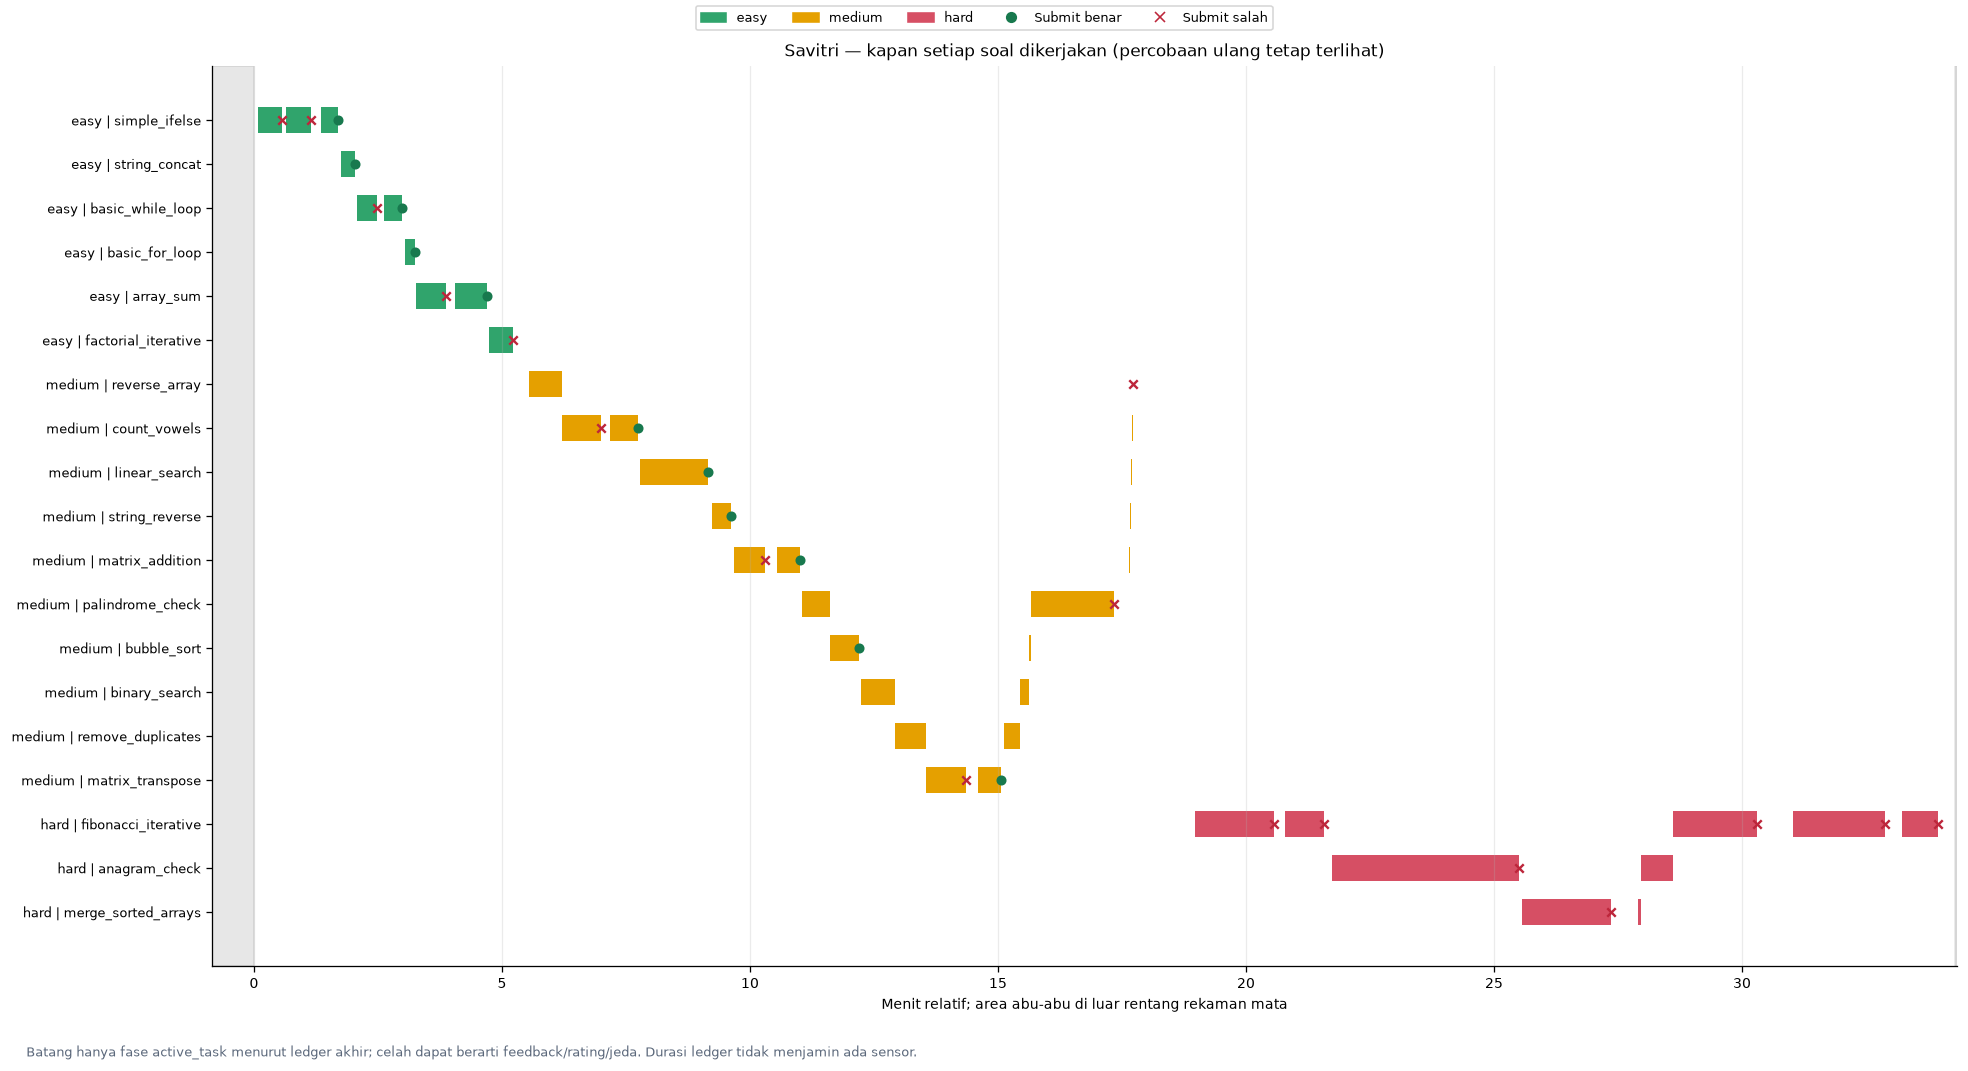 easy medium hard Submit benar Submit salah
Savitri — kapan setiap soal dikerjakan (percobaan ulang tetap terlihat)
easy | simple_ifelse
easy | string_concat
easy | basic_while_loop
easy | basic_for_loop
easy | array_sum
easy | factorial_iterative
medium | reverse_array
medium | count_vowels
medium | linear_search
medium | string_reverse
medium | matrix_addition
medium | palindrome_check
medium | bubble_sort
medium | binary_search
medium | remove_duplicates
medium | matrix_transpose
hard | fibonacci_iterative
hard | anagram_check
hard | merge_sorted_arrays
0 5 10 15 20 25 30
Menit relatif; area abu-abu di luar rentang rekaman mata
Batang hanya fase active_task menurut ledger akhir; celah dapat berarti feedback/rating/jeda. Durasi ledger tidak menjamin ada sensor.